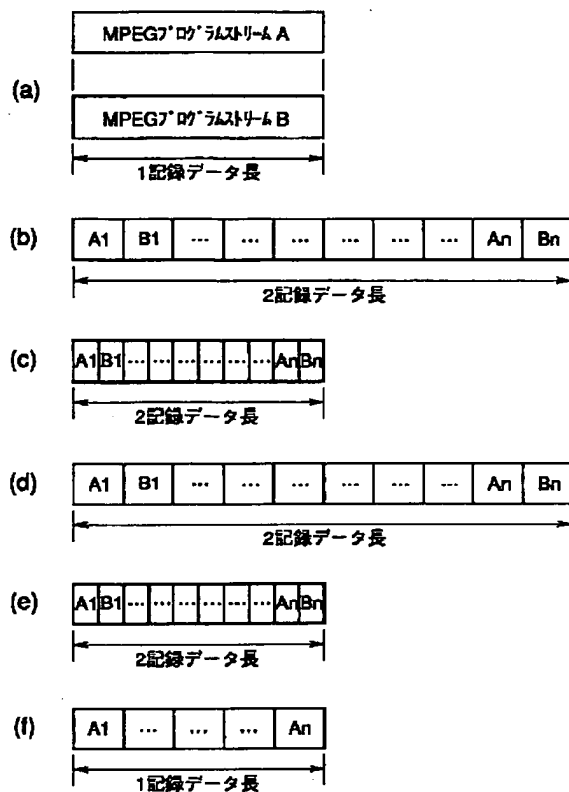 MPEGプログラムストリームA
(a)
MPEGプログラムストリームB
1記録データ長
(b) A1 B1 ... ... ... ... ... ... An Bn
2記録データ長
(c) A1 B1 ... ... ... ... ... ... An Bn
2記録データ長
(d) A1 B1 ... ... ... ... ... ... An Bn
2記録データ長
(e) A1 B1 ... ... ... ... ... ... An Bn
2記録データ長
(f) A1 ... ... ... An
1記録データ長